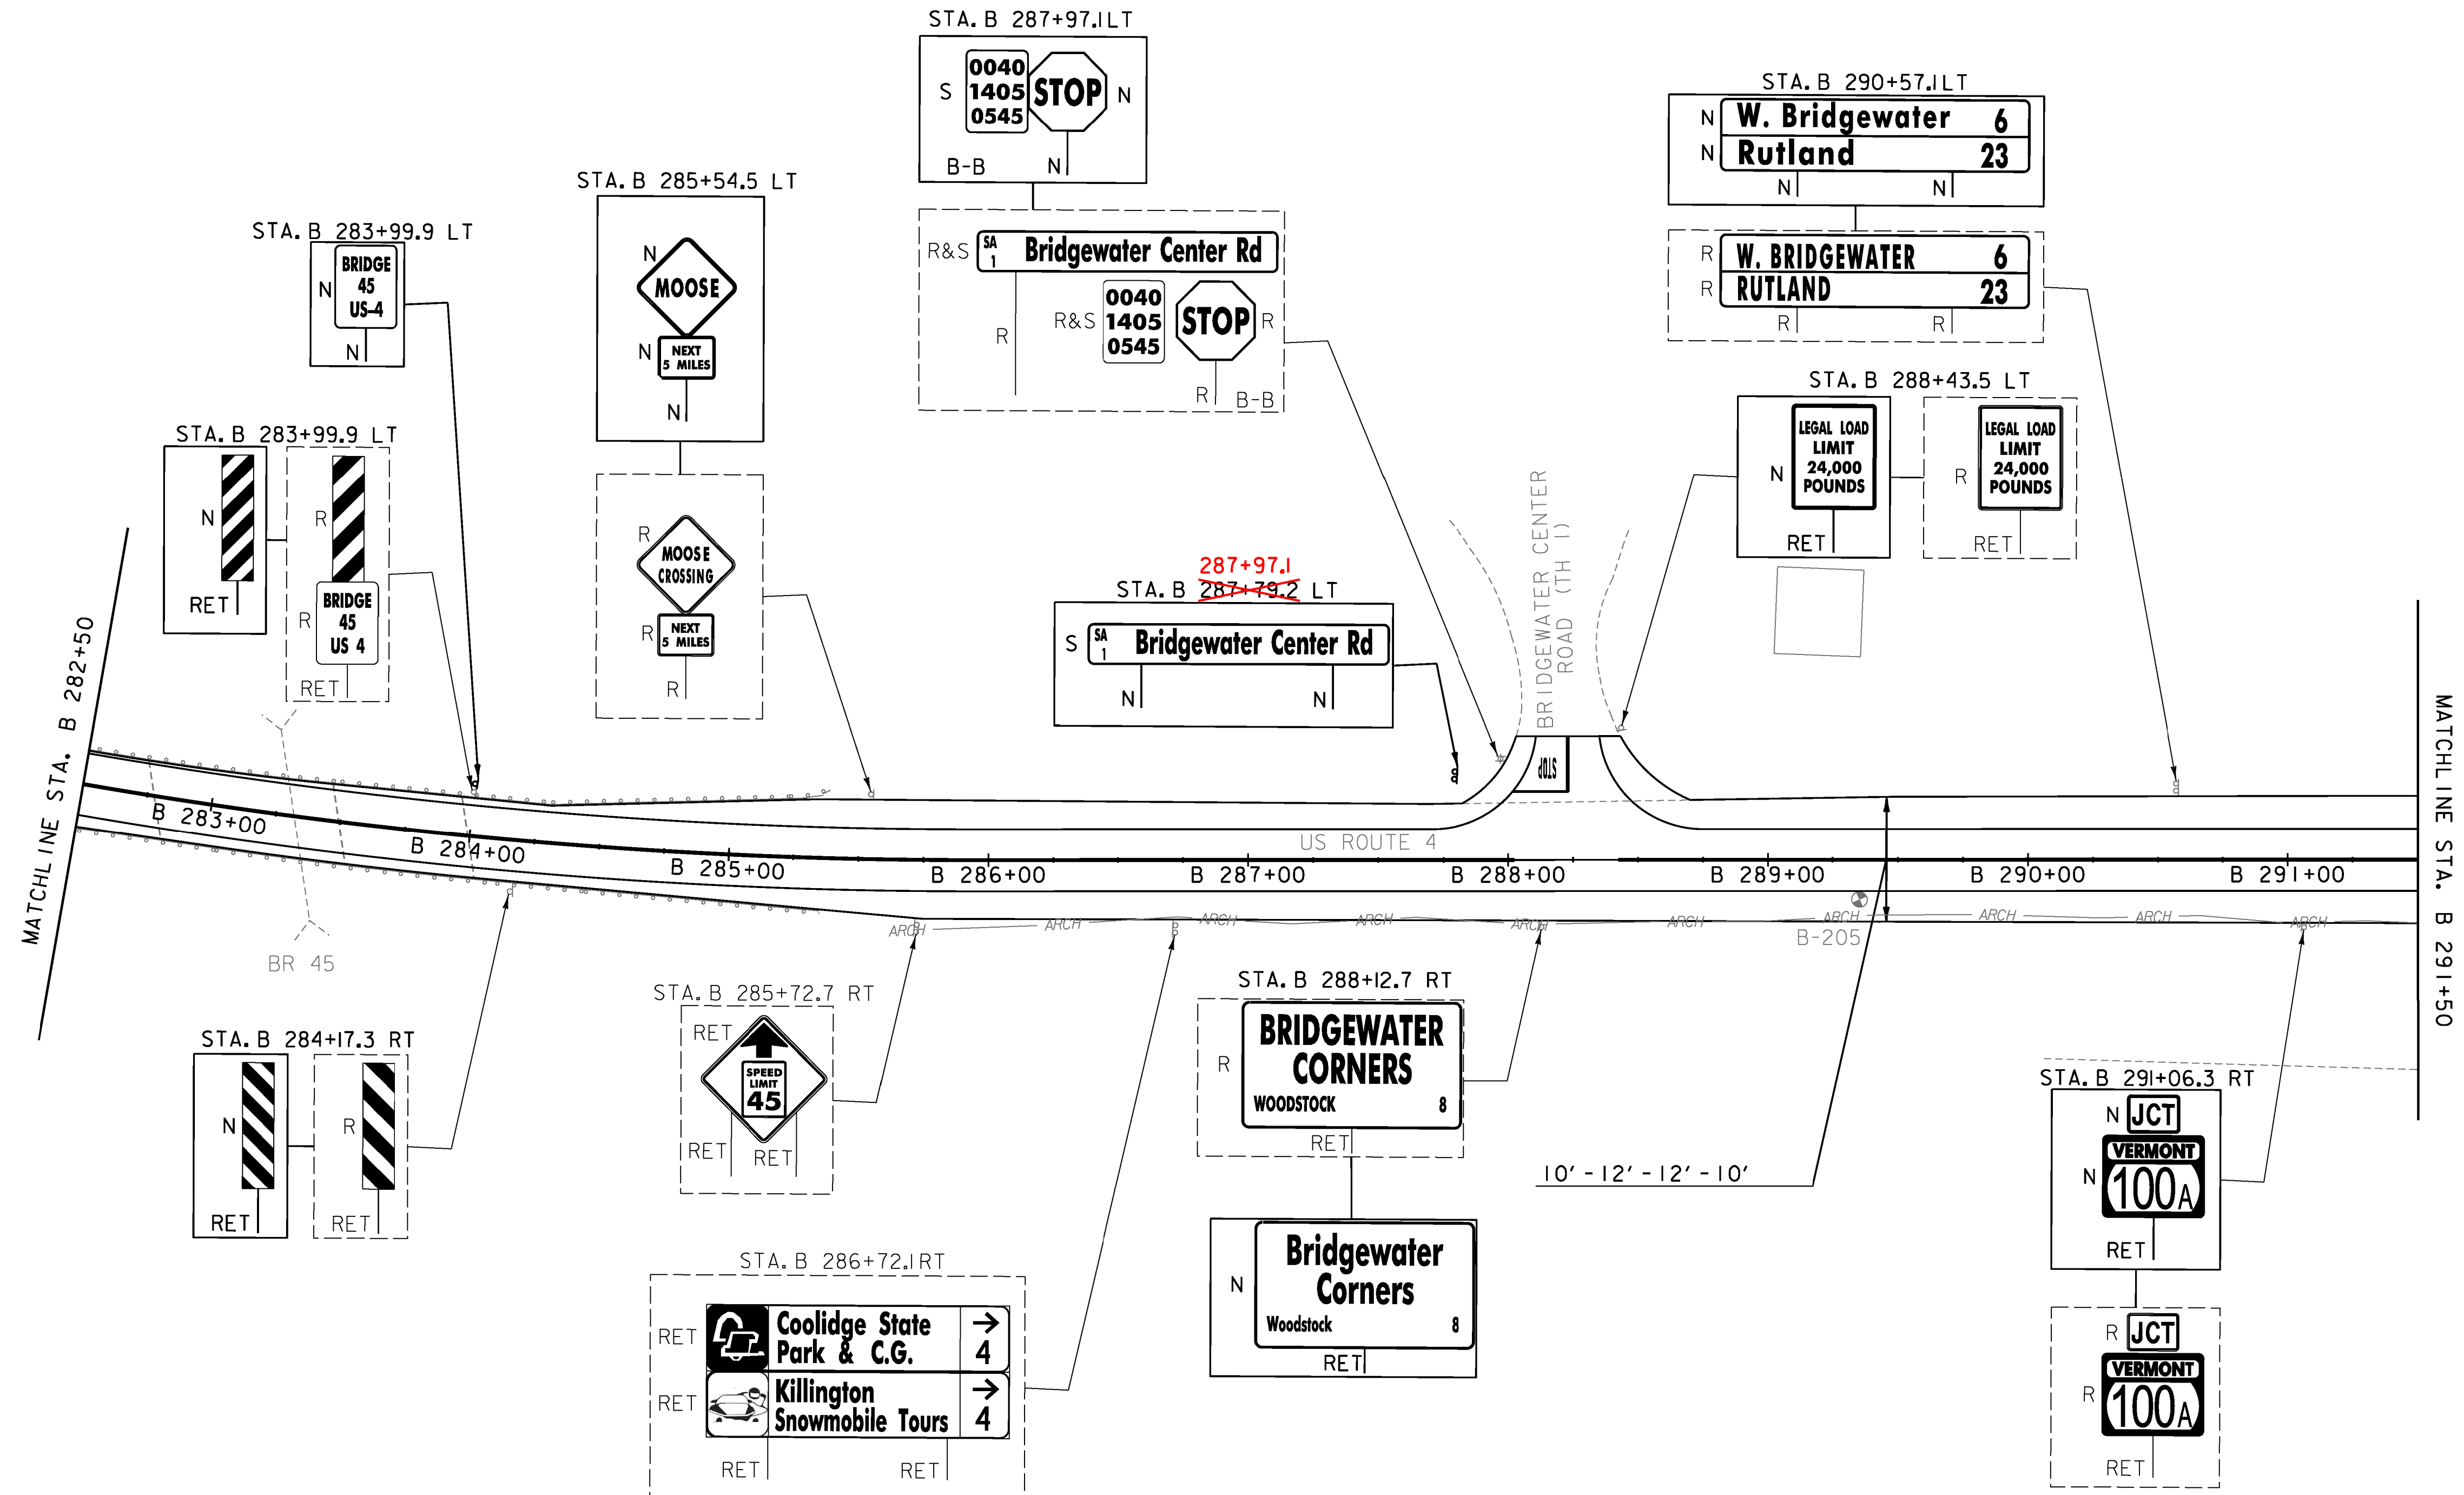 STA. B 287+97.1 LT
S
0040
1405
0545
STOP
N
B-B
N
R&S
SA
1
Bridgewater Center Rd
R
R&S
0040
1405
0545
STOP
R
R
B-B
STA. B 290+57.1 LT
N
W. Bridgewater 6
N
Rutland 23
N
N
R
W. BRIDGEWATER 6
R
RUTLAND 23
R
R
STA. B 285+54.5 LT
N
MOOSE
N
NEXT
5 MILES
N
R
MOOSE
CROSSING
R
NEXT
5 MILES
R
STA. B 283+99.9 LT
N
BRIDGE
45
US-4
N
STA. B 283+99.9 LT
N
RET
R
R
BRIDGE
45
US 4
RET
STA. B 288+43.5 LT
N
LEGAL LOAD
LIMIT
24,000
POUNDS
RET
R
LEGAL LOAD
LIMIT
24,000
POUNDS
RET
287+97.1
STA. B 287+79.2 LT
S
SA
1
Bridgewater Center Rd
N
N
BRIDGEWATER CENTER
ROAD (TH 1)
STOP
MATCHLINE STA. B 282+50
MATCHLINE STA. B 291+50
B 283+00
B 284+00
B 285+00
B 286+00
B 287+00
B 288+00
B 289+00
B 290+00
B 291+00
US ROUTE 4
ARCH
ARCH
ARCH
ARCH
ARCH
ARCH
ARCH
ARCH
ARCH
ARCH
B-205
BR 45
STA. B 284+17.3 RT
N
RET
R
RET
STA. B 285+72.7 RT
RET
SPEED
LIMIT
45
RET
RET
STA. B 286+72.1 RT
RET
Coolidge State
Park & C.G.
→
4
RET
Killington
Snowmobile Tours
→
4
RET
RET
STA. B 288+12.7 RT
R
BRIDGEWATER
CORNERS
WOODSTOCK 8
RET
N
Bridgewater
Corners
Woodstock 8
RET
10' - 12' - 12' - 10'
STA. B 291+06.3 RT
N
JCT
N
VERMONT
100A
RET
R
JCT
R
VERMONT
100A
RET